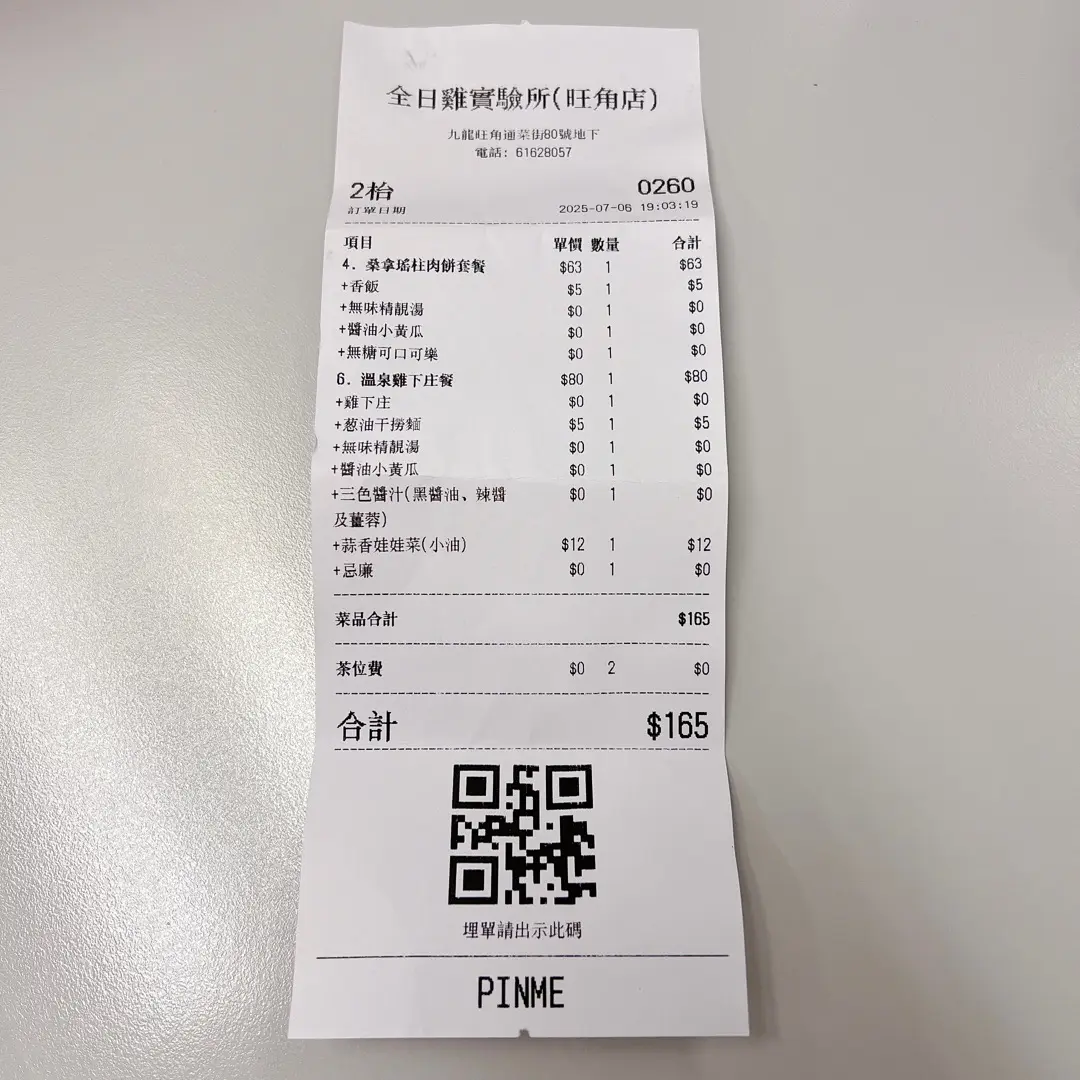 全日雞實驗所(旺角店)
九龍旺角通菜街80號地下
電話: 61628057
2枱 0260
訂單日期 2025-07-06 19:03:19
項目 單價 數量 合計
4. 桑拿瑤柱肉餅套餐 $63 1 $63
+香飯 $5 1 $5
+無味精靚湯 $0 1 $0
+醬油小黃瓜 $0 1 $0
+無糖可口可樂 $0 1 $0
6. 溫泉雞下庄餐 $80 1 $80
+雞下庄 $0 1 $0
+葱油干撈麵 $5 1 $5
+無味精靚湯 $0 1 $0
+醬油小黃瓜 $0 1 $0
+三色醬汁(黑醬油、辣醬 $0 1 $0
及薑蓉)
+蒜香娃娃菜(小油) $12 1 $12
+忌廉 $0 1 $0
菜品合計 $165
茶位費 $0 2 $0
合計 $165
埋單請出示此碼
PINME